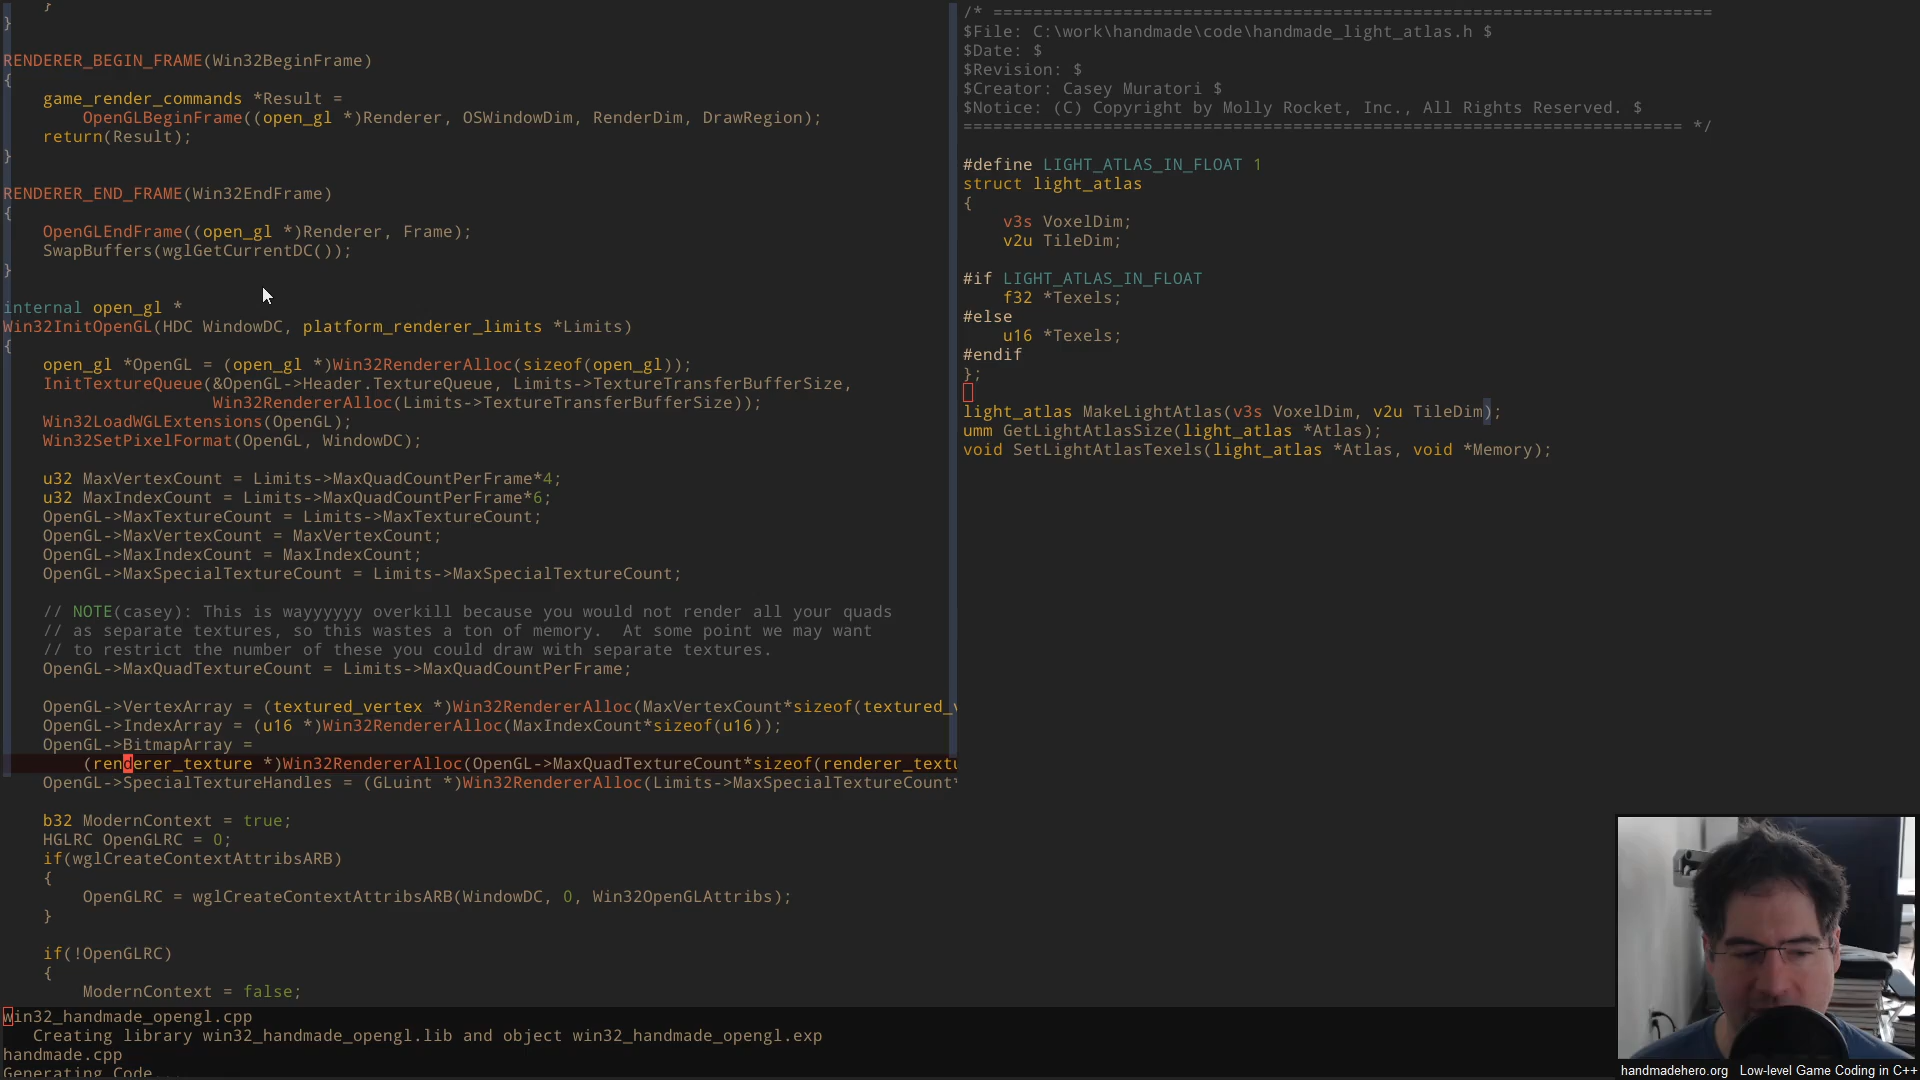 }
}
RENDERER_BEGIN_FRAME(Win32BeginFrame)
{
game_render_commands *Result =
OpenGLBeginFrame((open_gl *)Renderer, OSWindowDim, RenderDim, DrawRegion);
return(Result);
}
RENDERER_END_FRAME(Win32EndFrame)
{
OpenGLEndFrame((open_gl *)Renderer, Frame);
SwapBuffers(wglGetCurrentDC());
}
internal open_gl *
Win32InitOpenGL(HDC WindowDC, platform_renderer_limits *Limits)
{
open_gl *OpenGL = (open_gl *)Win32RendererAlloc(sizeof(open_gl));
InitTextureQueue(&OpenGL->Header.TextureQueue, Limits->TextureTransferBufferSize,
Win32RendererAlloc(Limits->TextureTransferBufferSize));
Win32LoadWGLExtensions(OpenGL);
Win32SetPixelFormat(OpenGL, WindowDC);
u32 MaxVertexCount = Limits->MaxQuadCountPerFrame*4;
u32 MaxIndexCount = Limits->MaxQuadCountPerFrame*6;
OpenGL->MaxTextureCount = Limits->MaxTextureCount;
OpenGL->MaxVertexCount = MaxVertexCount;
OpenGL->MaxIndexCount = MaxIndexCount;
OpenGL->MaxSpecialTextureCount = Limits->MaxSpecialTextureCount;
// NOTE(casey): This is wayyyyyy overkill because you would not render all your quads
// as separate textures, so this wastes a ton of memory.  At some point we may want
// to restrict the number of these you could draw with separate textures.
OpenGL->MaxQuadTextureCount = Limits->MaxQuadCountPerFrame;
OpenGL->VertexArray = (textured_vertex *)Win32RendererAlloc(MaxVertexCount*sizeof(textured_v
OpenGL->IndexArray = (u16 *)Win32RendererAlloc(MaxIndexCount*sizeof(u16));
OpenGL->BitmapArray =
(renderer_texture *)Win32RendererAlloc(OpenGL->MaxQuadTextureCount*sizeof(renderer_textu
OpenGL->SpecialTextureHandles = (GLuint *)Win32RendererAlloc(Limits->MaxSpecialTextureCount*
b32 ModernContext = true;
HGLRC OpenGLRC = 0;
if(wglCreateContextAttribsARB)
{
OpenGLRC = wglCreateContextAttribsARB(WindowDC, 0, Win32OpenGLAttribs);
}
if(!OpenGLRC)
{
ModernContext = false;
/* ========================================================================
$File: C:\work\handmade\code\handmade_light_atlas.h $
$Date: $
$Revision: $
$Creator: Casey Muratori $
$Notice: (C) Copyright by Molly Rocket, Inc., All Rights Reserved. $
======================================================================== */
#define LIGHT_ATLAS_IN_FLOAT 1
struct light_atlas
{
v3s VoxelDim;
v2u TileDim;
#if LIGHT_ATLAS_IN_FLOAT
f32 *Texels;
#else
u16 *Texels;
#endif
};
light_atlas MakeLightAtlas(v3s VoxelDim, v2u TileDim);
umm GetLightAtlasSize(light_atlas *Atlas);
void SetLightAtlasTexels(light_atlas *Atlas, void *Memory);
win32_handmade_opengl.cpp
Creating library win32_handmade_opengl.lib and object win32_handmade_opengl.exp
handmade.cpp
Generating Code...
handmadehero.org Low-level Game Coding in C++